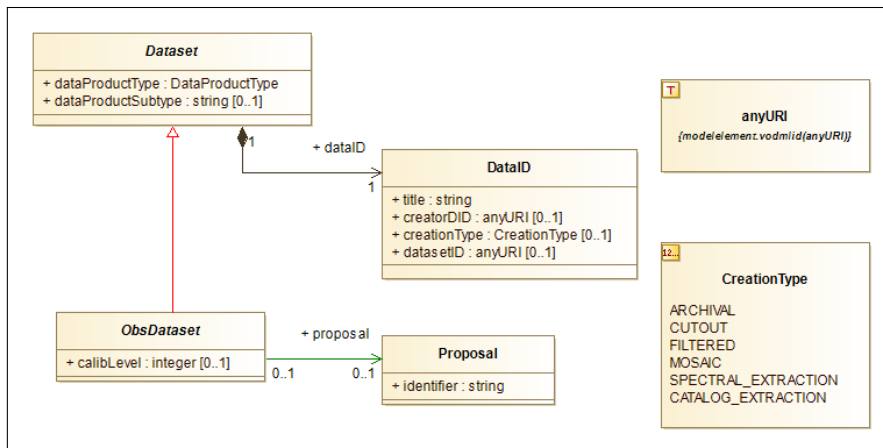 Dataset
+ dataProductType : DataProductType
+ dataProductSubtype : string [0..1]
1
+ dataID
1
DataID
+ title : string
+ creatorDID : anyURI [0..1]
+ creationType : CreationType [0..1]
+ datasetID : anyURI [0..1]
T
anyURI
{modelelement.vodmlid(anyURI)}
ObsDataset
+ calibLevel : integer [0..1]
+ proposal
0..1
0..1
Proposal
+ identifier : string
12...
CreationType
ARCHIVAL
CUTOUT
FILTERED
MOSAIC
SPECTRAL_EXTRACTION
CATALOG_EXTRACTION